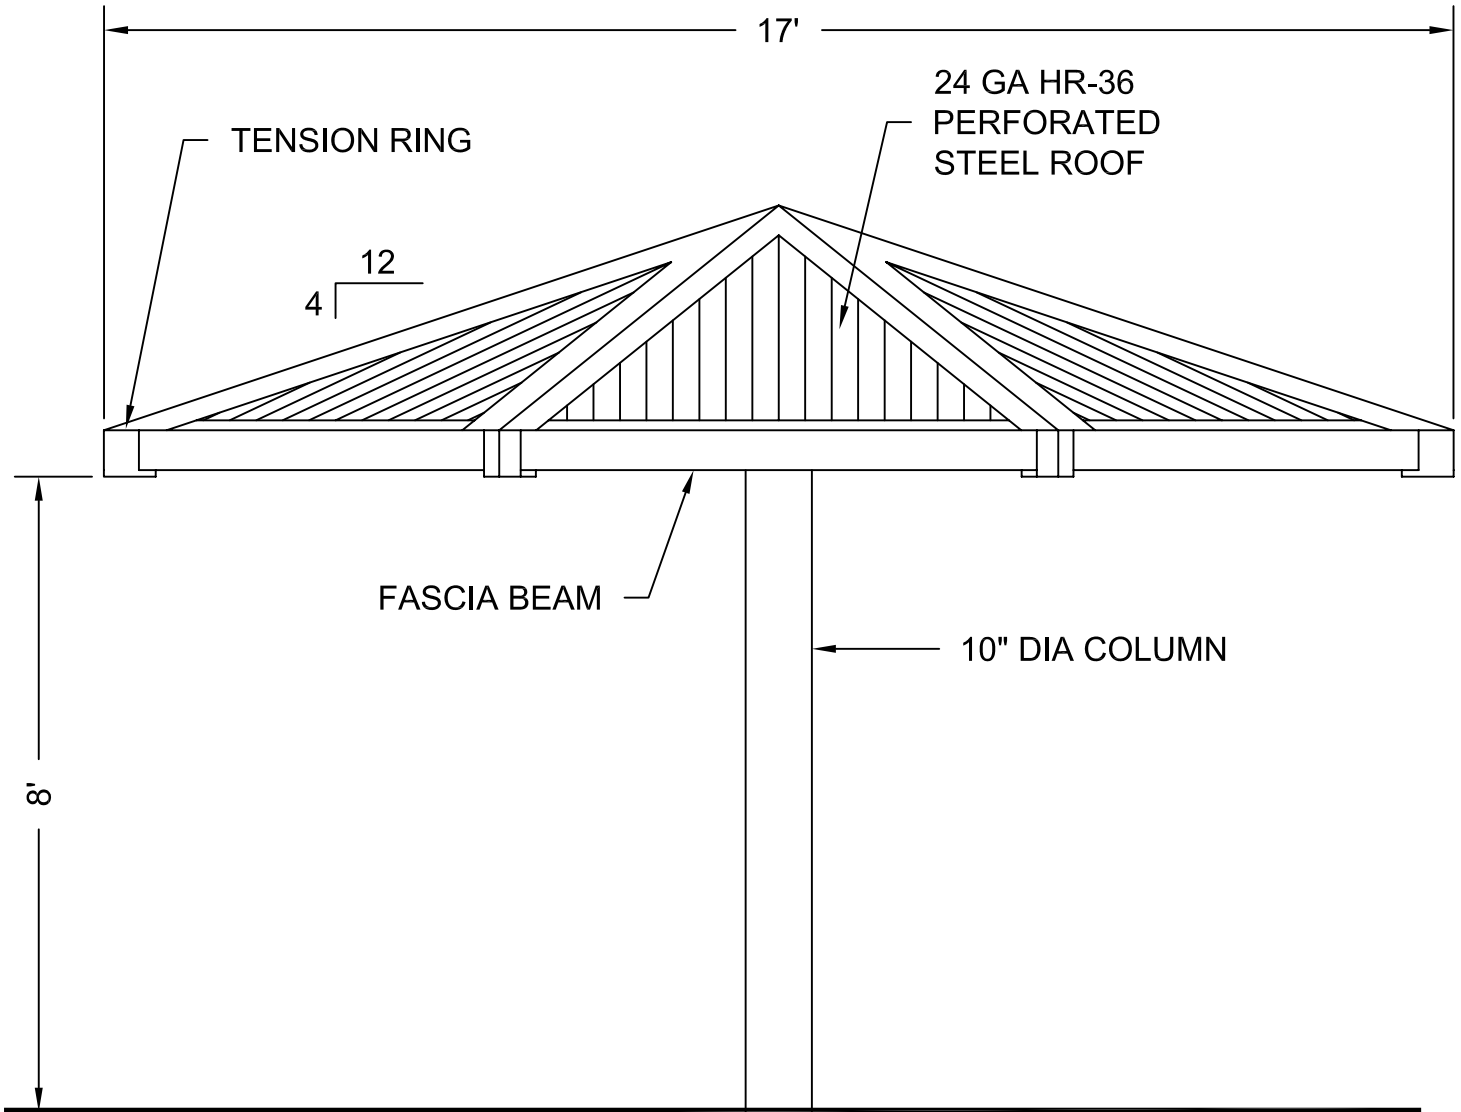 17'
24 GA HR-36
PERFORATED
STEEL ROOF
TENSION RING
12
4
FASCIA BEAM
10" DIA COLUMN
8'